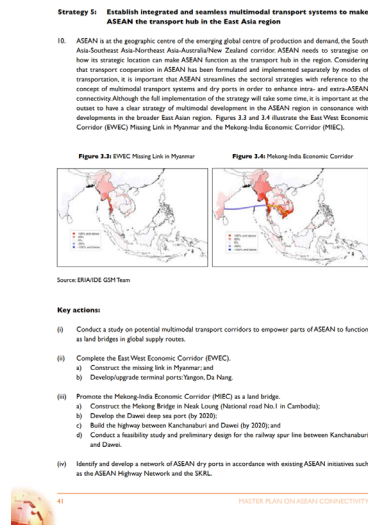 Strategy 5: Establish integrated and seamless multimodal transport systems to make
ASEAN the transport hub in the East Asia region
10. ASEAN is at the geographic centre of the emerging global centre of production and demand, the South
Asia-Southeast Asia-Northeast Asia-Australia/New Zealand corridor. ASEAN needs to strategise on
how its strategic location can make ASEAN function as the transport hub in the region. Considering
that transport cooperation in ASEAN has been formulated and implemented separately by modes of
transportation, it is important that ASEAN streamlines the sectoral strategies with reference to the
concept of multimodal transport systems and dry ports in order to enhance intra- and extra-ASEAN
connectivity. Although the full implementation of the strategy will take some time, it is important at the
outset to have a clear strategy of multimodal development in the ASEAN region in consonance with
developments in the broader East Asian region. Figures 3.3 and 3.4 illustrate the East West Economic
Corridor (EWEC) Missing Link in Myanmar and the Mekong-India Economic Corridor (MIEC).
Figure 3.3: EWEC Missing Link in Myanmar
Figure 3.4: Mekong-India Economic Corridor
Source: ERIA/IDE GSM Team
Key actions:
(i) Conduct a study on potential multimodal transport corridors to empower parts of ASEAN to function
as land bridges in global supply routes.
(ii) Complete the East West Economic Corridor (EWEC).
a) Construct the missing link in Myanmar; and
b) Develop/upgrade terminal ports: Yangon, Da Nang.
(iii) Promote the Mekong-India Economic Corridor (MIEC) as a land bridge.
a) Construct the Mekong Bridge in Neak Loung (National road No.1 in Cambodia);
b) Develop the Dawei deep sea port (by 2020);
c) Build the highway between Kanchanaburi and Dawei (by 2020); and
d) Conduct a feasibility study and preliminary design for the railway spur line between Kanchanaburi
and Dawei.
(iv) Identify and develop a network of ASEAN dry ports in accordance with existing ASEAN initiatives such
as the ASEAN Highway Network and the SKRL.
41 MASTER PLAN ON ASEAN CONNECTIVITY